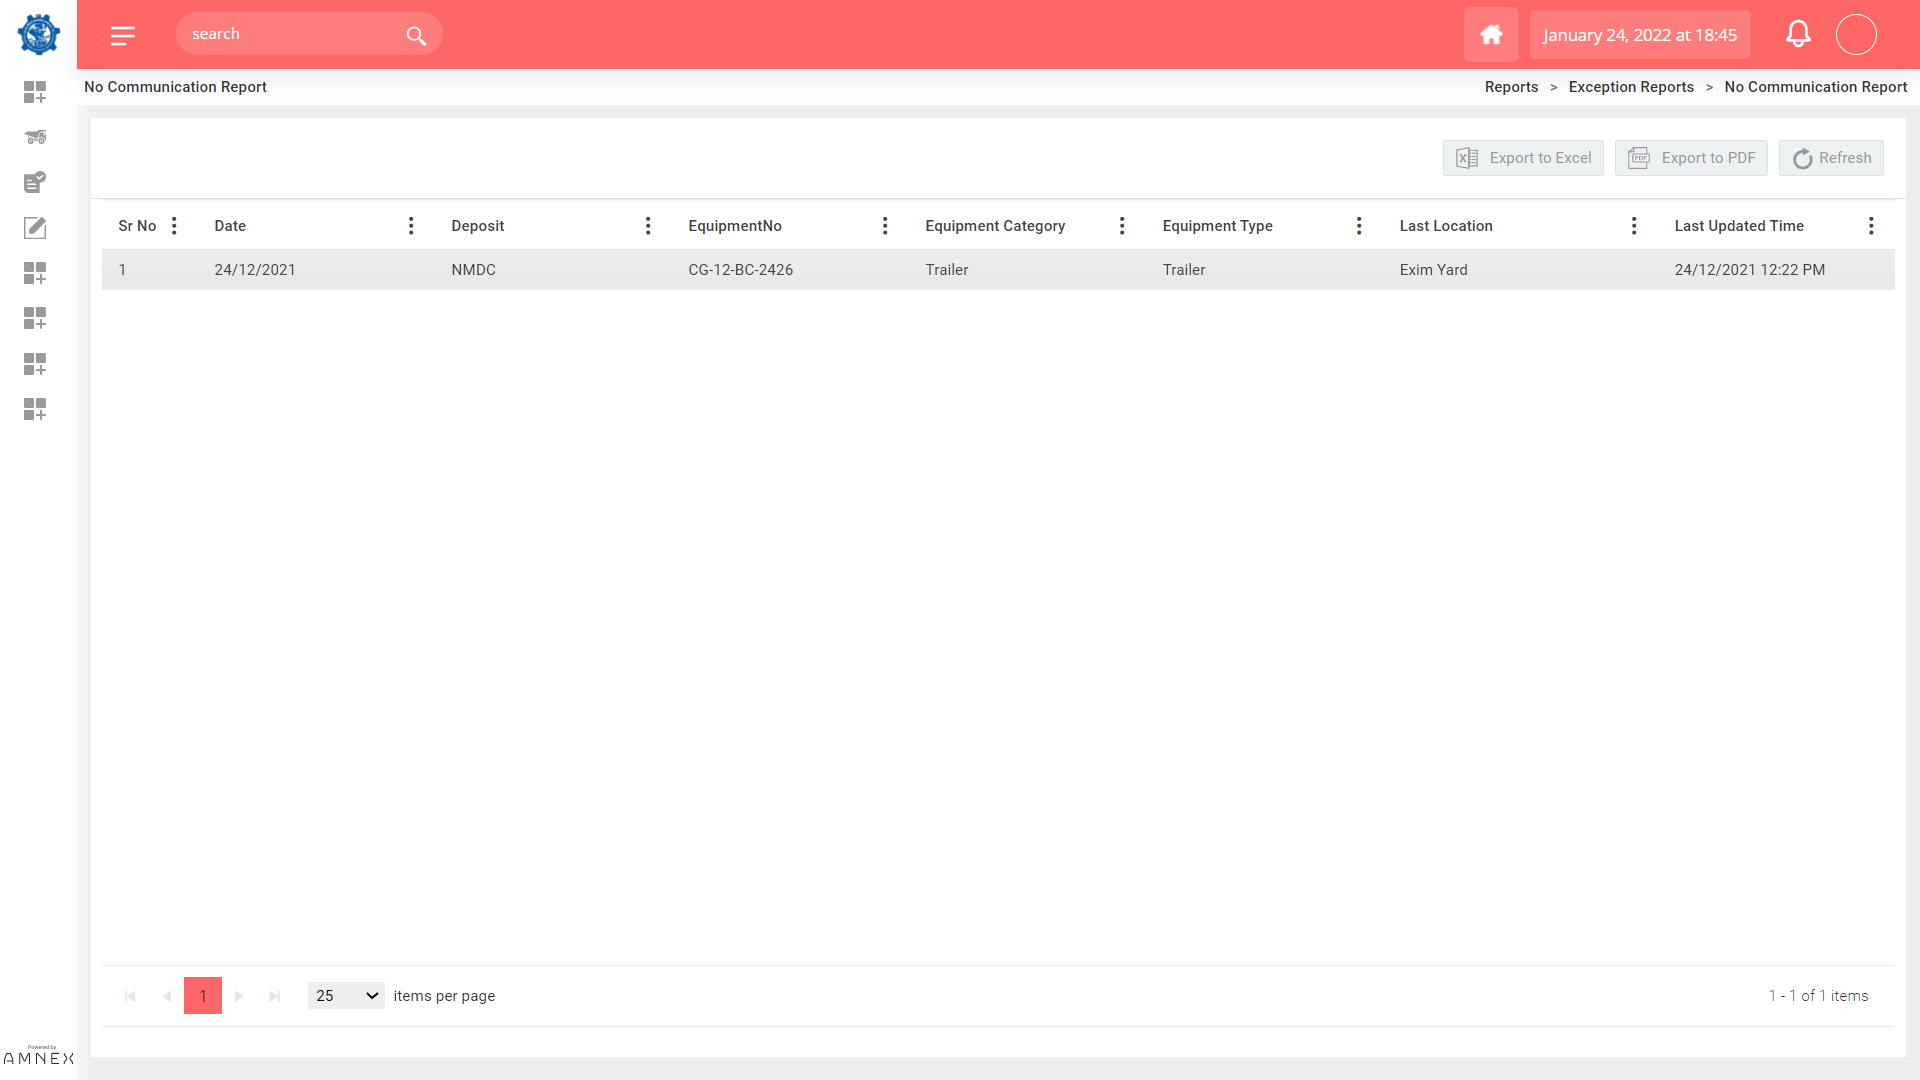 search
January 24, 2022 at 18:45
No Communication Report
Reports > Exception Reports > No Communication Report
Export to Excel
Export to PDF
Refresh
Sr No Date Deposit EquipmentNo Equipment Category Equipment Type Last Location Last Updated Time
1 24/12/2021 NMDC CG-12-BC-2426 Trailer Trailer Exim Yard 24/12/2021 12:22 PM
1 25 items per page 1 - 1 of 1 items
Powered by
AMNEX